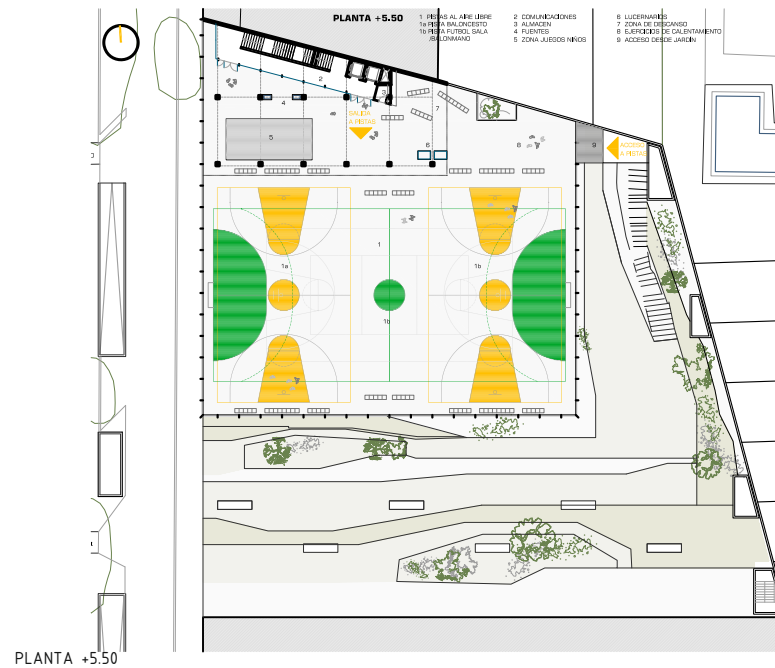 PLANTA +5.50
1 PISTAS AL AIRE LIBRE
1a PISTA BALONCESTO
1b PISTA FUTBOL SALA
/BALONMANO
2 COMUNICACIONES
3 ALMACEN
4 FUENTES
5 ZONA JUEGOS NIÑOS
6 LUCERNARIOS
7 ZONA DE DESCANSO
8 EJERCICIOS DE CALENTAMIENTO
9 ACCESO DESDE JARDÍN
2
3
4
7
SALIDA
A PISTAS
5
6
8
9
ACCESO
A PISTAS
1
1a
1b
1b
PLANTA +5.50